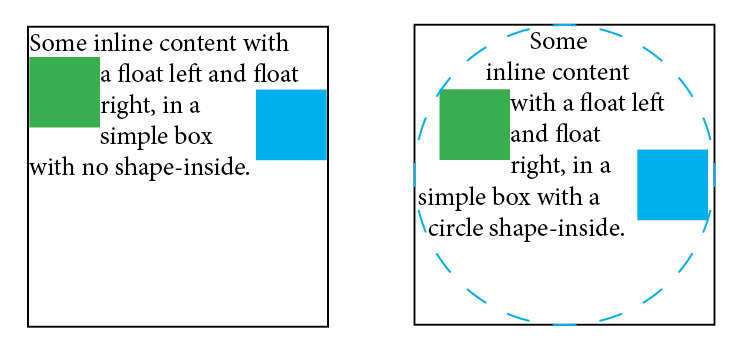 Some inline content with
a float left and float
right, in a
simple box
with no shape-inside.
Some
inline content
with a float left
and float
right, in a
simple box with a
circle shape-inside.